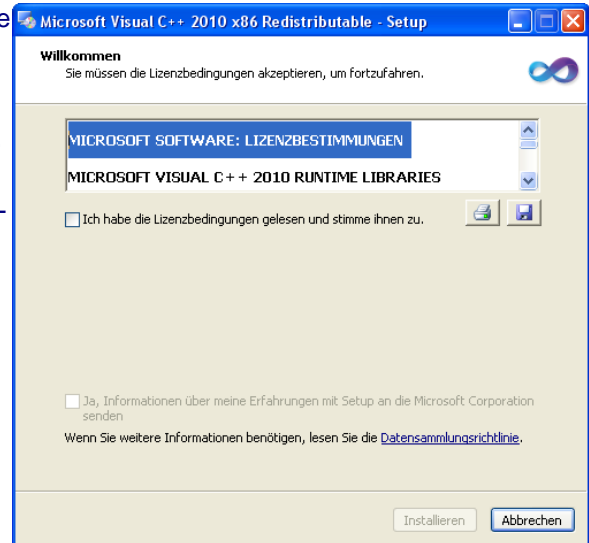 e
Microsoft Visual C++ 2010 x86 Redistributable - Setup
Willkommen
Sie müssen die Lizenzbedingungen akzeptieren, um fortzufahren.
MICROSOFT SOFTWARE: LIZENZBESTIMMUNGEN
MICROSOFT VISUAL C++ 2010 RUNTIME LIBRARIES
-
Ich habe die Lizenzbedingungen gelesen und stimme ihnen zu.
Ja, Informationen über meine Erfahrungen mit Setup an die Microsoft Corporation
senden
Wenn Sie weitere Informationen benötigen, lesen Sie die Datensammlungsrichtlinie.
Installieren
Abbrechen